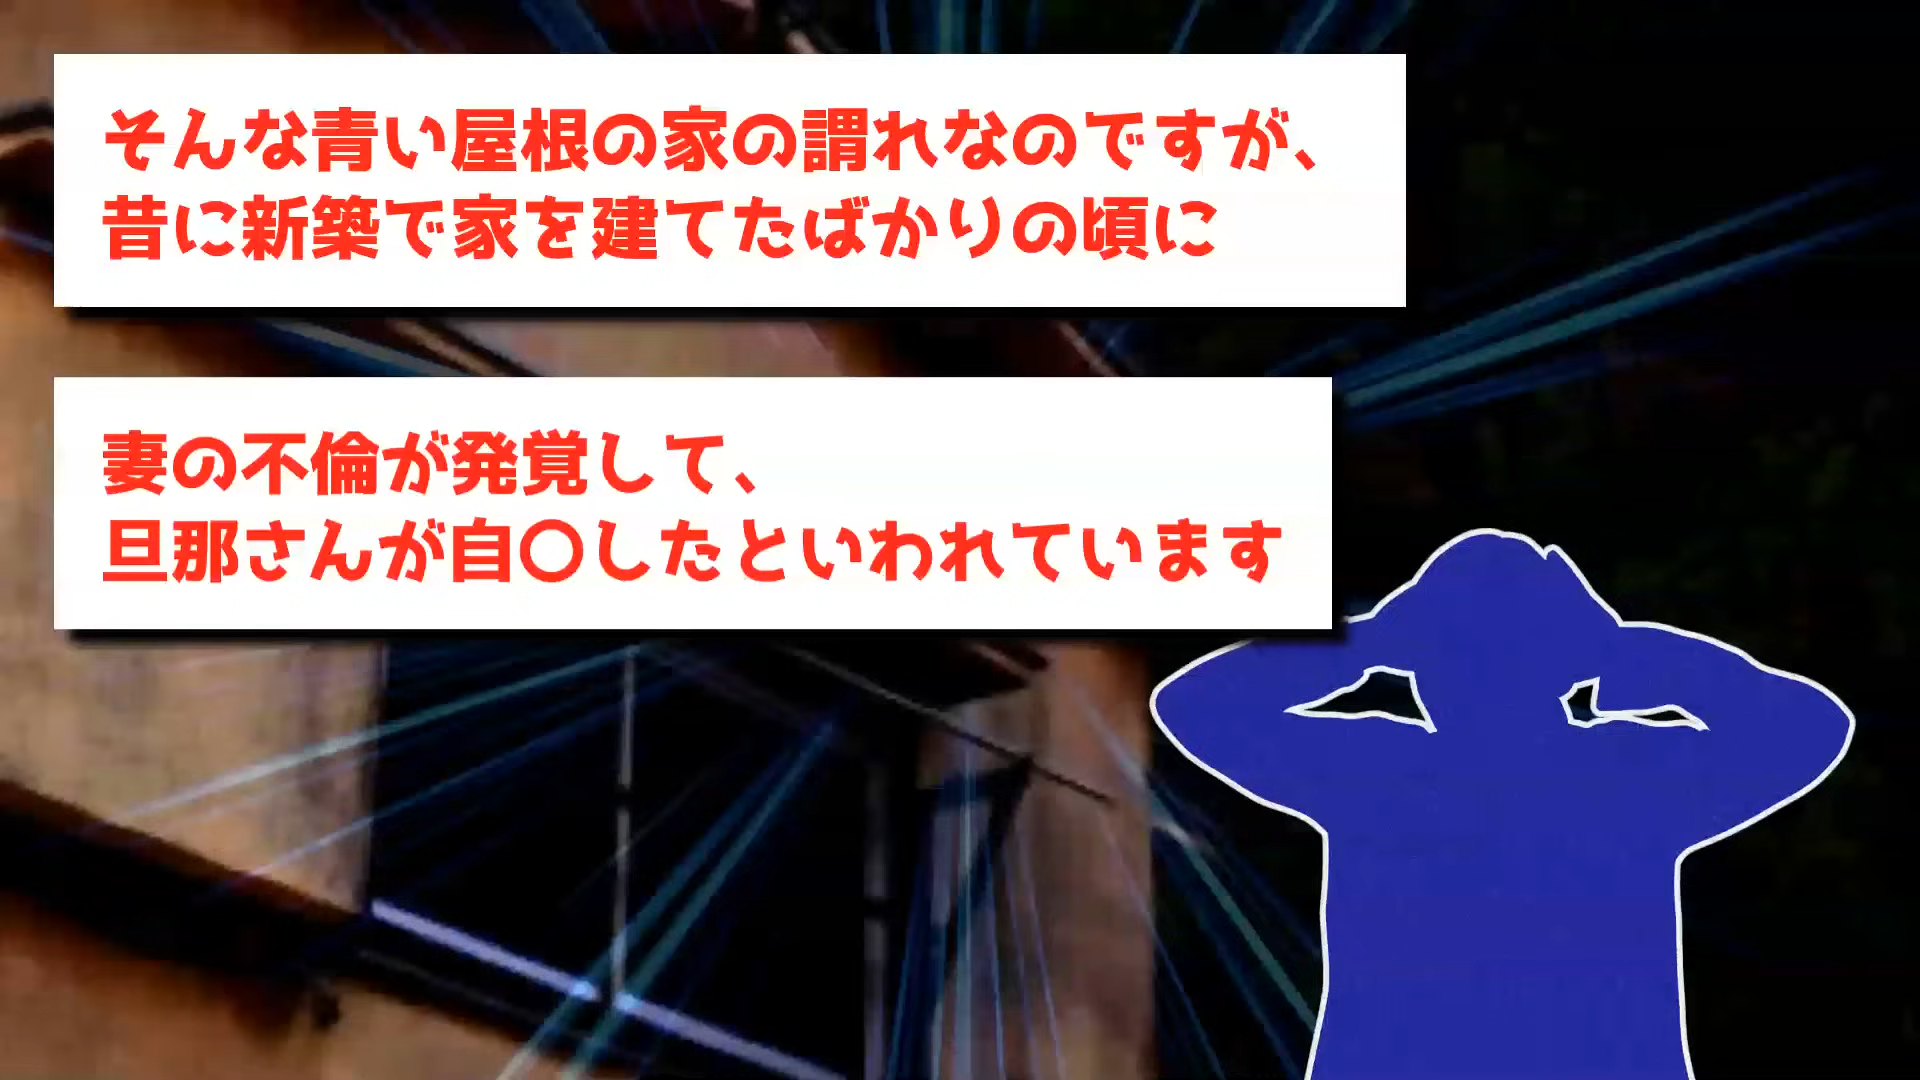 そんな青い屋根の家の謂れなのですが、
昔に新築で家を建てたばかりの頃に
妻の不倫が発覚して、
旦那さんが自〇したといわれています